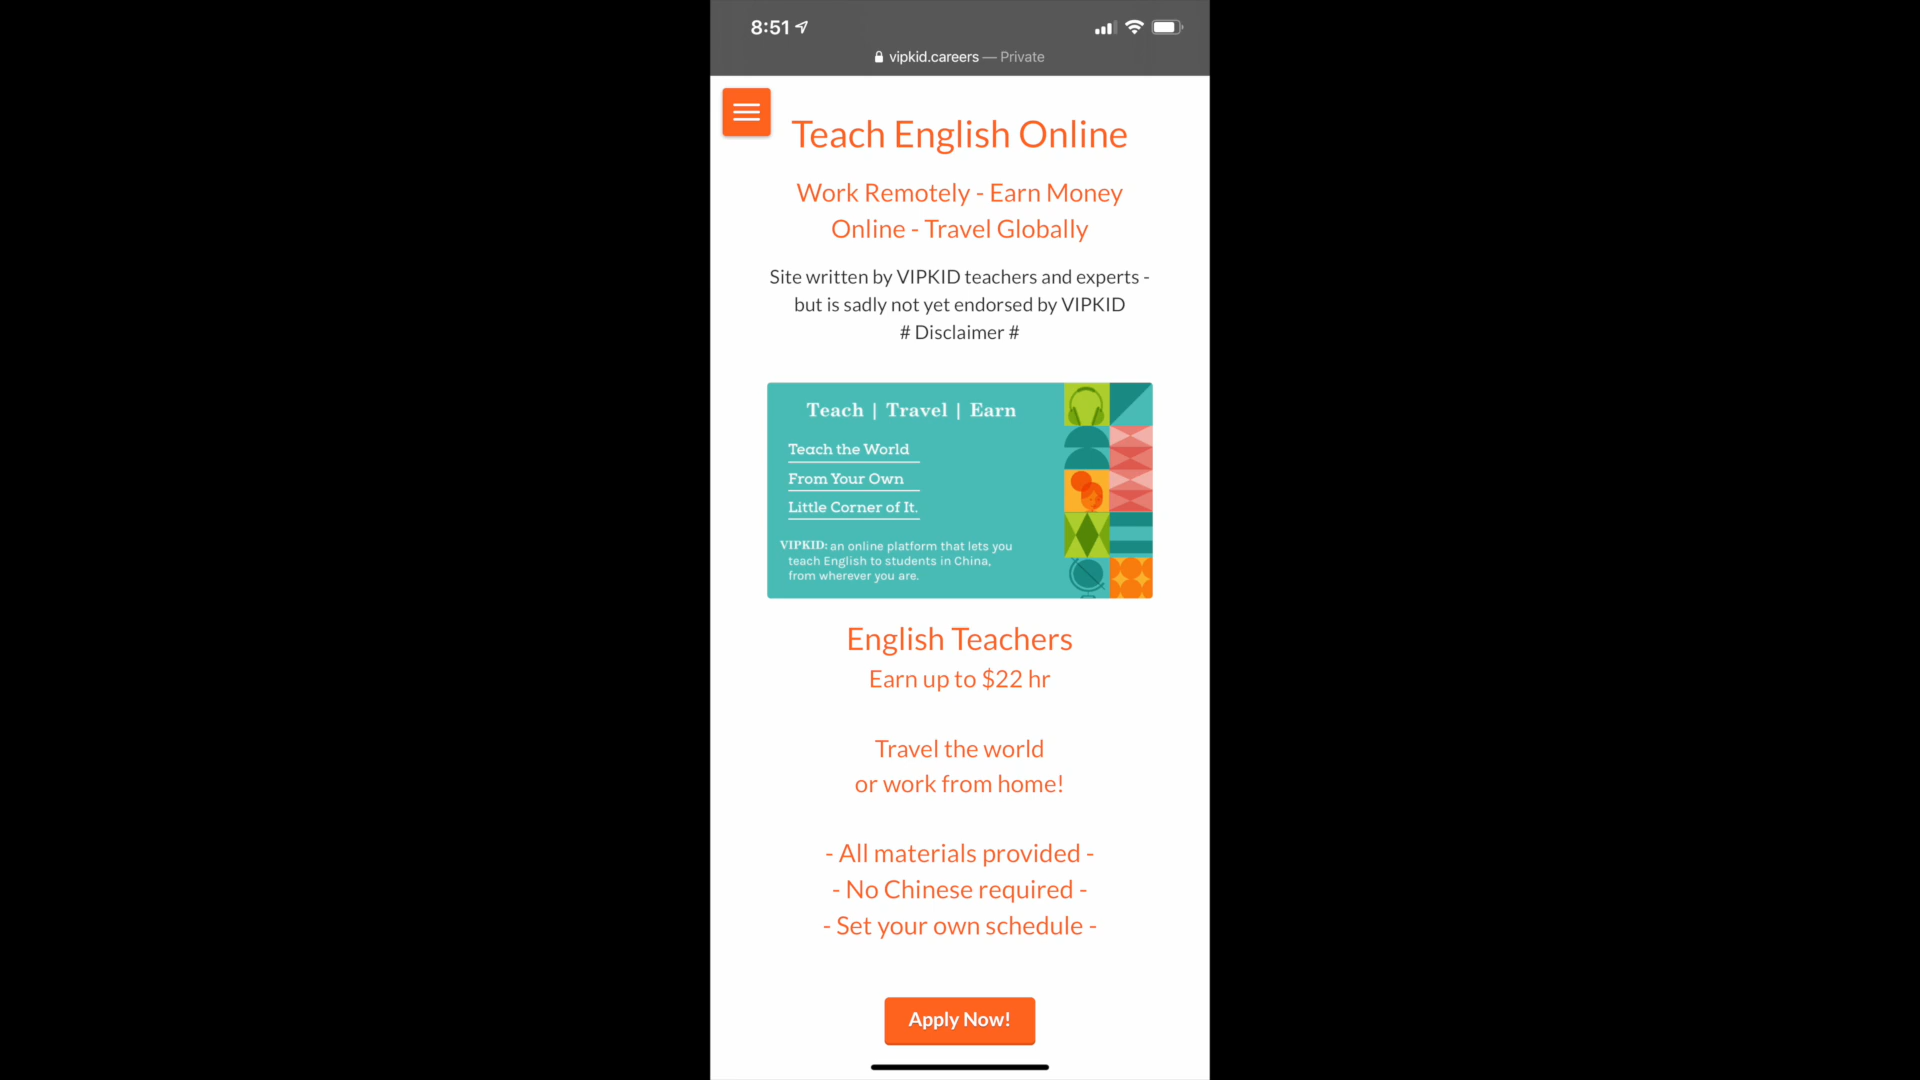 8:51
vipkid.careers — Private
Teach English Online
Work Remotely - Earn Money
Online - Travel Globally
Site written by VIPKID teachers and experts -
but is sadly not yet endorsed by VIPKID
# Disclaimer #
Teach | Travel | Earn
Teach the World
From Your Own
Little Corner of It.
VIPKID: an online platform that lets you
teach English to students in China,
from wherever you are.
English Teachers
Earn up to $22 hr
Travel the world
or work from home!
- All materials provided -
- No Chinese required -
- Set your own schedule -
Apply Now!